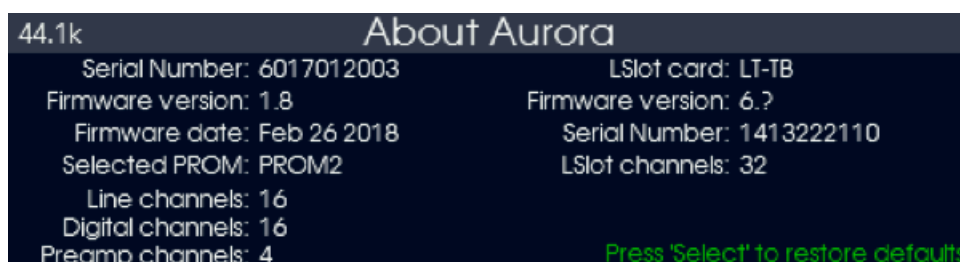 44.1k About Aurora
Serial Number: 6017012003
Firmware version: 1.8
Firmware date: Feb 26 2018
Selected PROM: PROM2
Line channels: 16
Digital channels: 16
Preamp channels: 4
LSlot card: LT-TB
Firmware version: 6.?
Serial Number: 1413222110
LSlot channels: 32
Press 'Select' to restore defaults